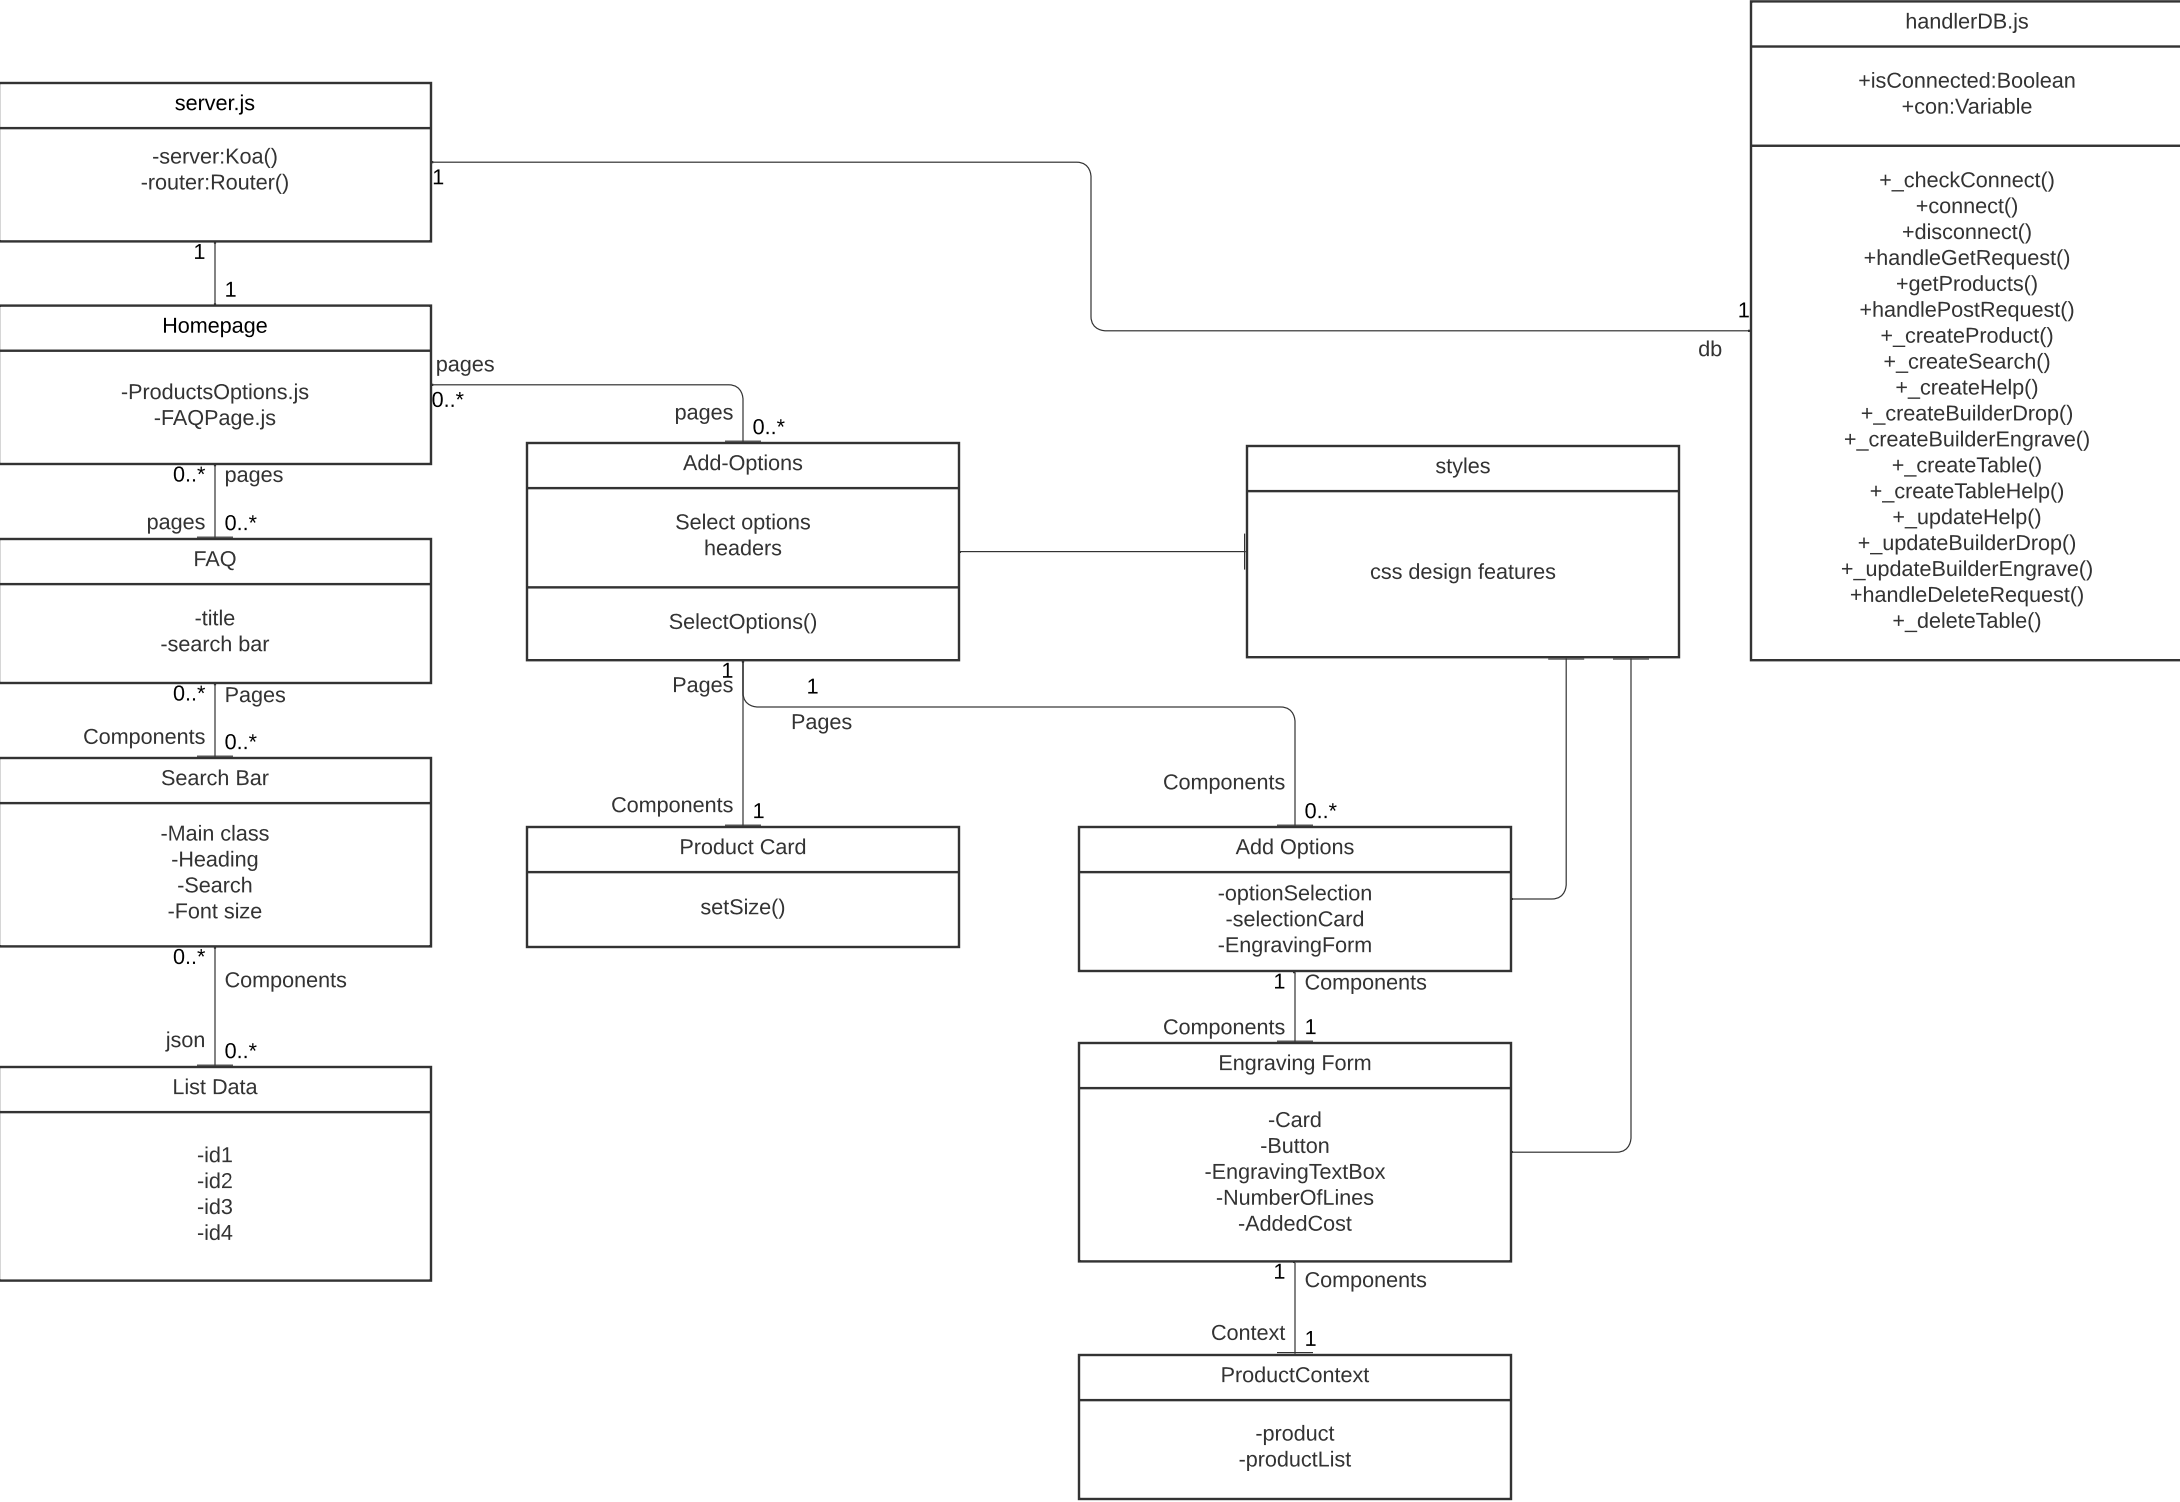 handlerDB.js
+isConnected:Boolean
+con:Variable
+_checkConnect()
+connect()
+disconnect()
+handleGetRequest()
+getProducts()
+handlePostRequest()
+_createProduct()
+_createSearch()
+_createHelp()
+_createBuilderDrop()
+_createBuilderEngrave()
+_createTable()
+_createTableHelp()
+_updateHelp()
+_updateBuilderDrop()
+_updateBuilderEngrave()
+handleDeleteRequest()
+_deleteTable()
server.js
-server:Koa()
-router:Router()
1
1
db
1
1
Homepage
-ProductsOptions.js
-FAQPage.js
pages
0..*
pages
0..*
0..*
pages
pages
0..*
FAQ
-title
-search bar
0..*
Pages
Components
0..*
Search Bar
-Main class
-Heading
-Search
-Font size
0..*
Components
json
0..*
List Data
-id1
-id2
-id3
-id4
Add-Options
Select options
headers
SelectOptions()
1
Pages
1
Pages
Components
1
Product Card
setSize()
styles
css design features
Components
0..*
Add Options
-optionSelection
-selectionCard
-EngravingForm
1
Components
Components
1
Engraving Form
-Card
-Button
-EngravingTextBox
-NumberOfLines
-AddedCost
1
Components
Context
1
ProductContext
-product
-productList